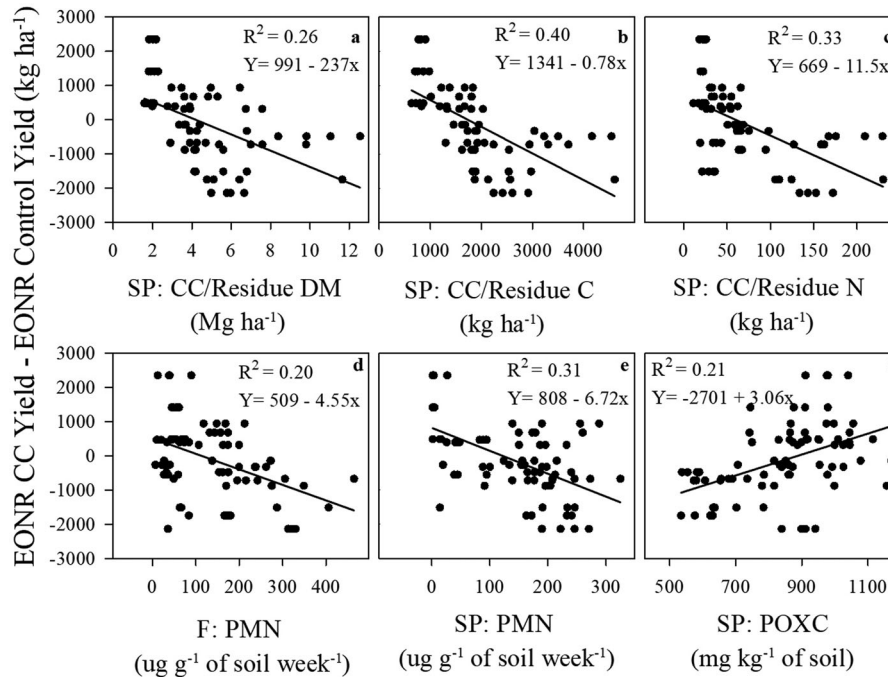 EONR CC Yield - EONR Control Yield (kg ha⁻¹)
3000
2000
1000
0
-1000
-2000
-3000
R² = 0.26
a
Y= 991 - 237x
R² = 0.40
b
Y= 1341 - 0.78x
R² = 0.33
Y= 669 - 11.5x
0 2 4 6 8 10 12
1000 2000 3000 4000
0 50 100 150 200
SP: CC/Residue DM
(Mg ha⁻¹)
SP: CC/Residue C
(kg ha⁻¹)
SP: CC/Residue N
(kg ha⁻¹)
3000
2000
1000
0
-1000
-2000
-3000
R² = 0.20
d
Y= 509 - 4.55x
R² = 0.31
e
Y= 808 - 6.72x
R² = 0.21
Y= -2701 + 3.06x
0 100 200 300 400
0 100 200 300
500 700 900 1100
F: PMN
(ug g⁻¹ of soil week⁻¹)
SP: PMN
(ug g⁻¹ of soil week⁻¹)
SP: POXC
(mg kg⁻¹ of soil)